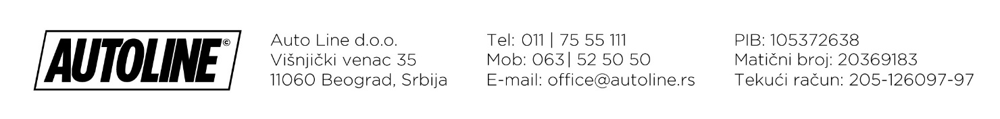 AUTOLINE©
Auto Line d.o.o.
Višnjički venac 35
11060 Beograd, Srbija
Tel: 011 | 75 55 111
Mob: 063 | 52 50 50
E-mail: office@autoline.rs
PIB: 105372638
Matični broj: 20369183
Tekući račun: 205-126097-97